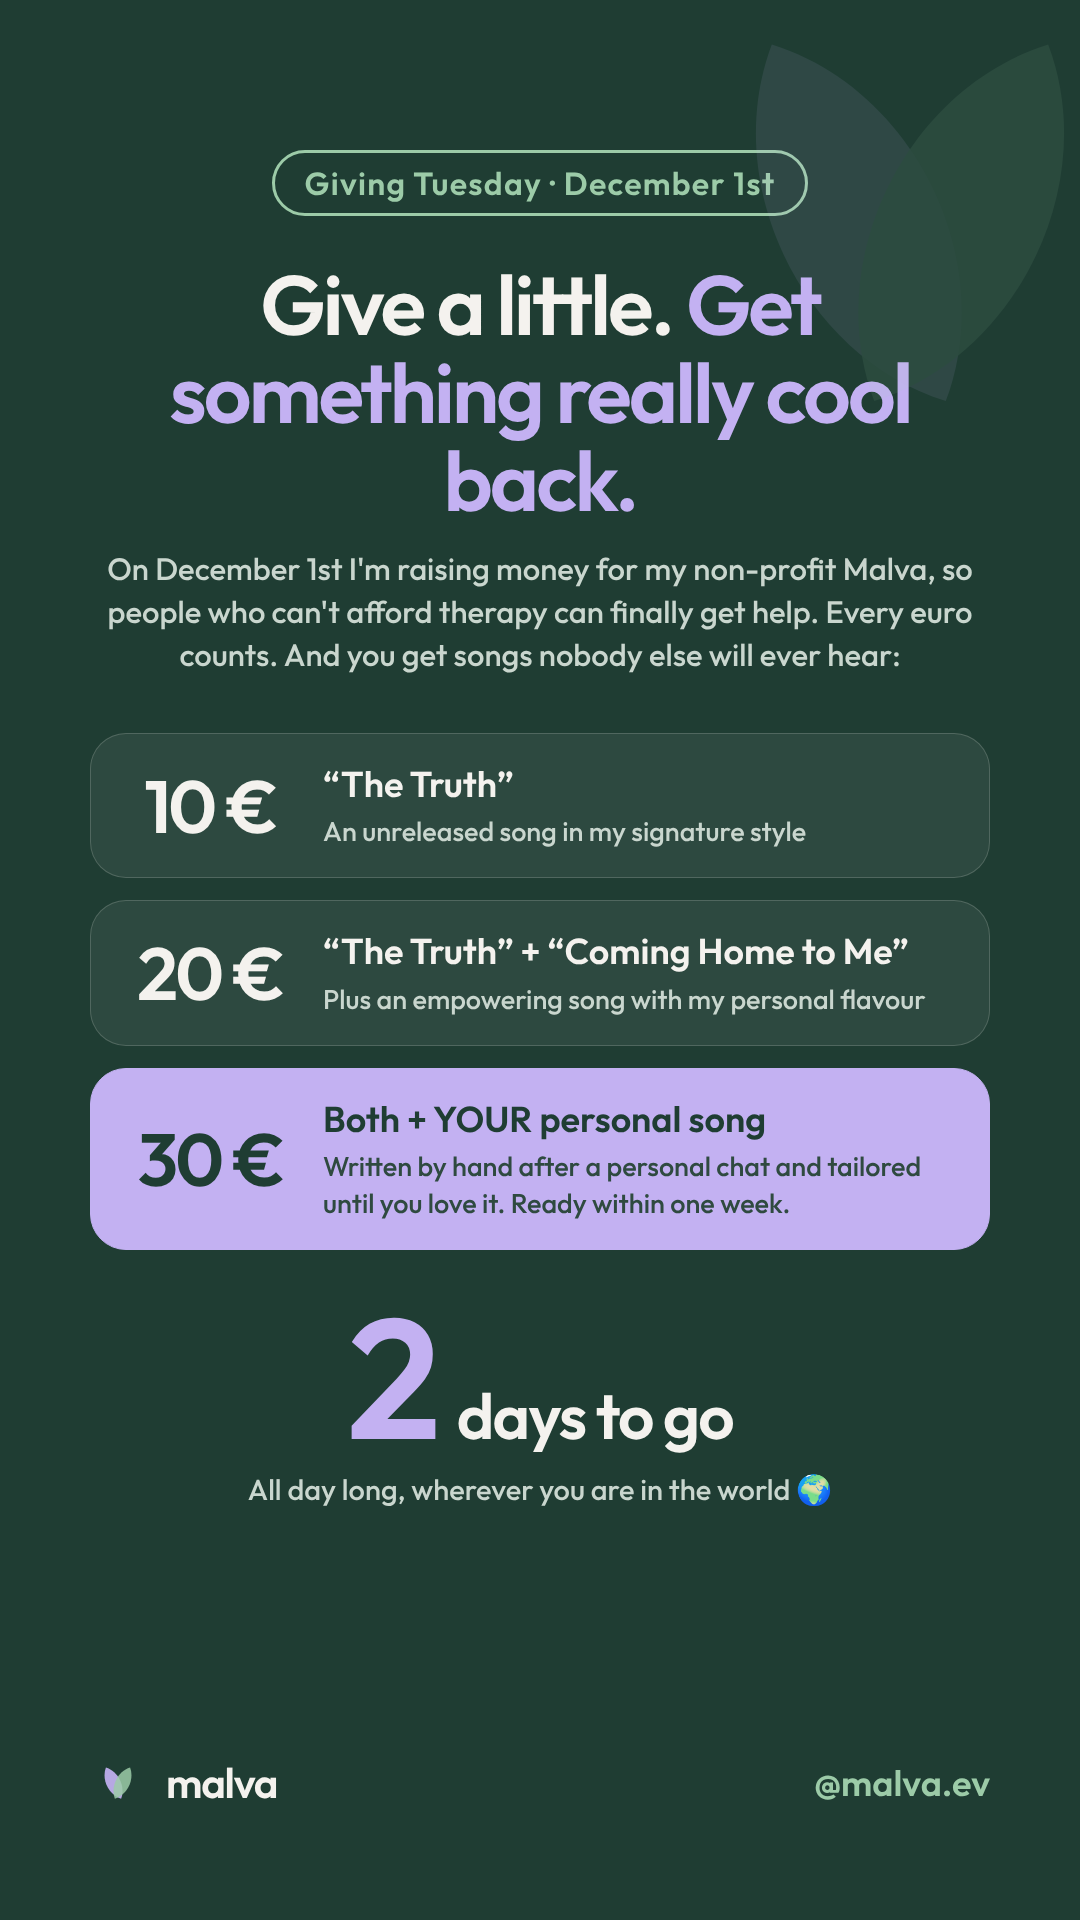 Giving Tuesday · December 1st
Give a little. Get
something really cool
back.
On December 1st I'm raising money for my non-profit Malva, so
people who can't afford therapy can finally get help. Every euro
counts. And you get songs nobody else will ever hear:
10 €
“The Truth”
An unreleased song in my signature style
20 €
“The Truth” + “Coming Home to Me”
Plus an empowering song with my personal flavour
30 €
Both + YOUR personal song
Written by hand after a personal chat and tailored
until you love it. Ready within one week.
2 days to go
All day long, wherever you are in the world 🌍
malva
@malva.ev